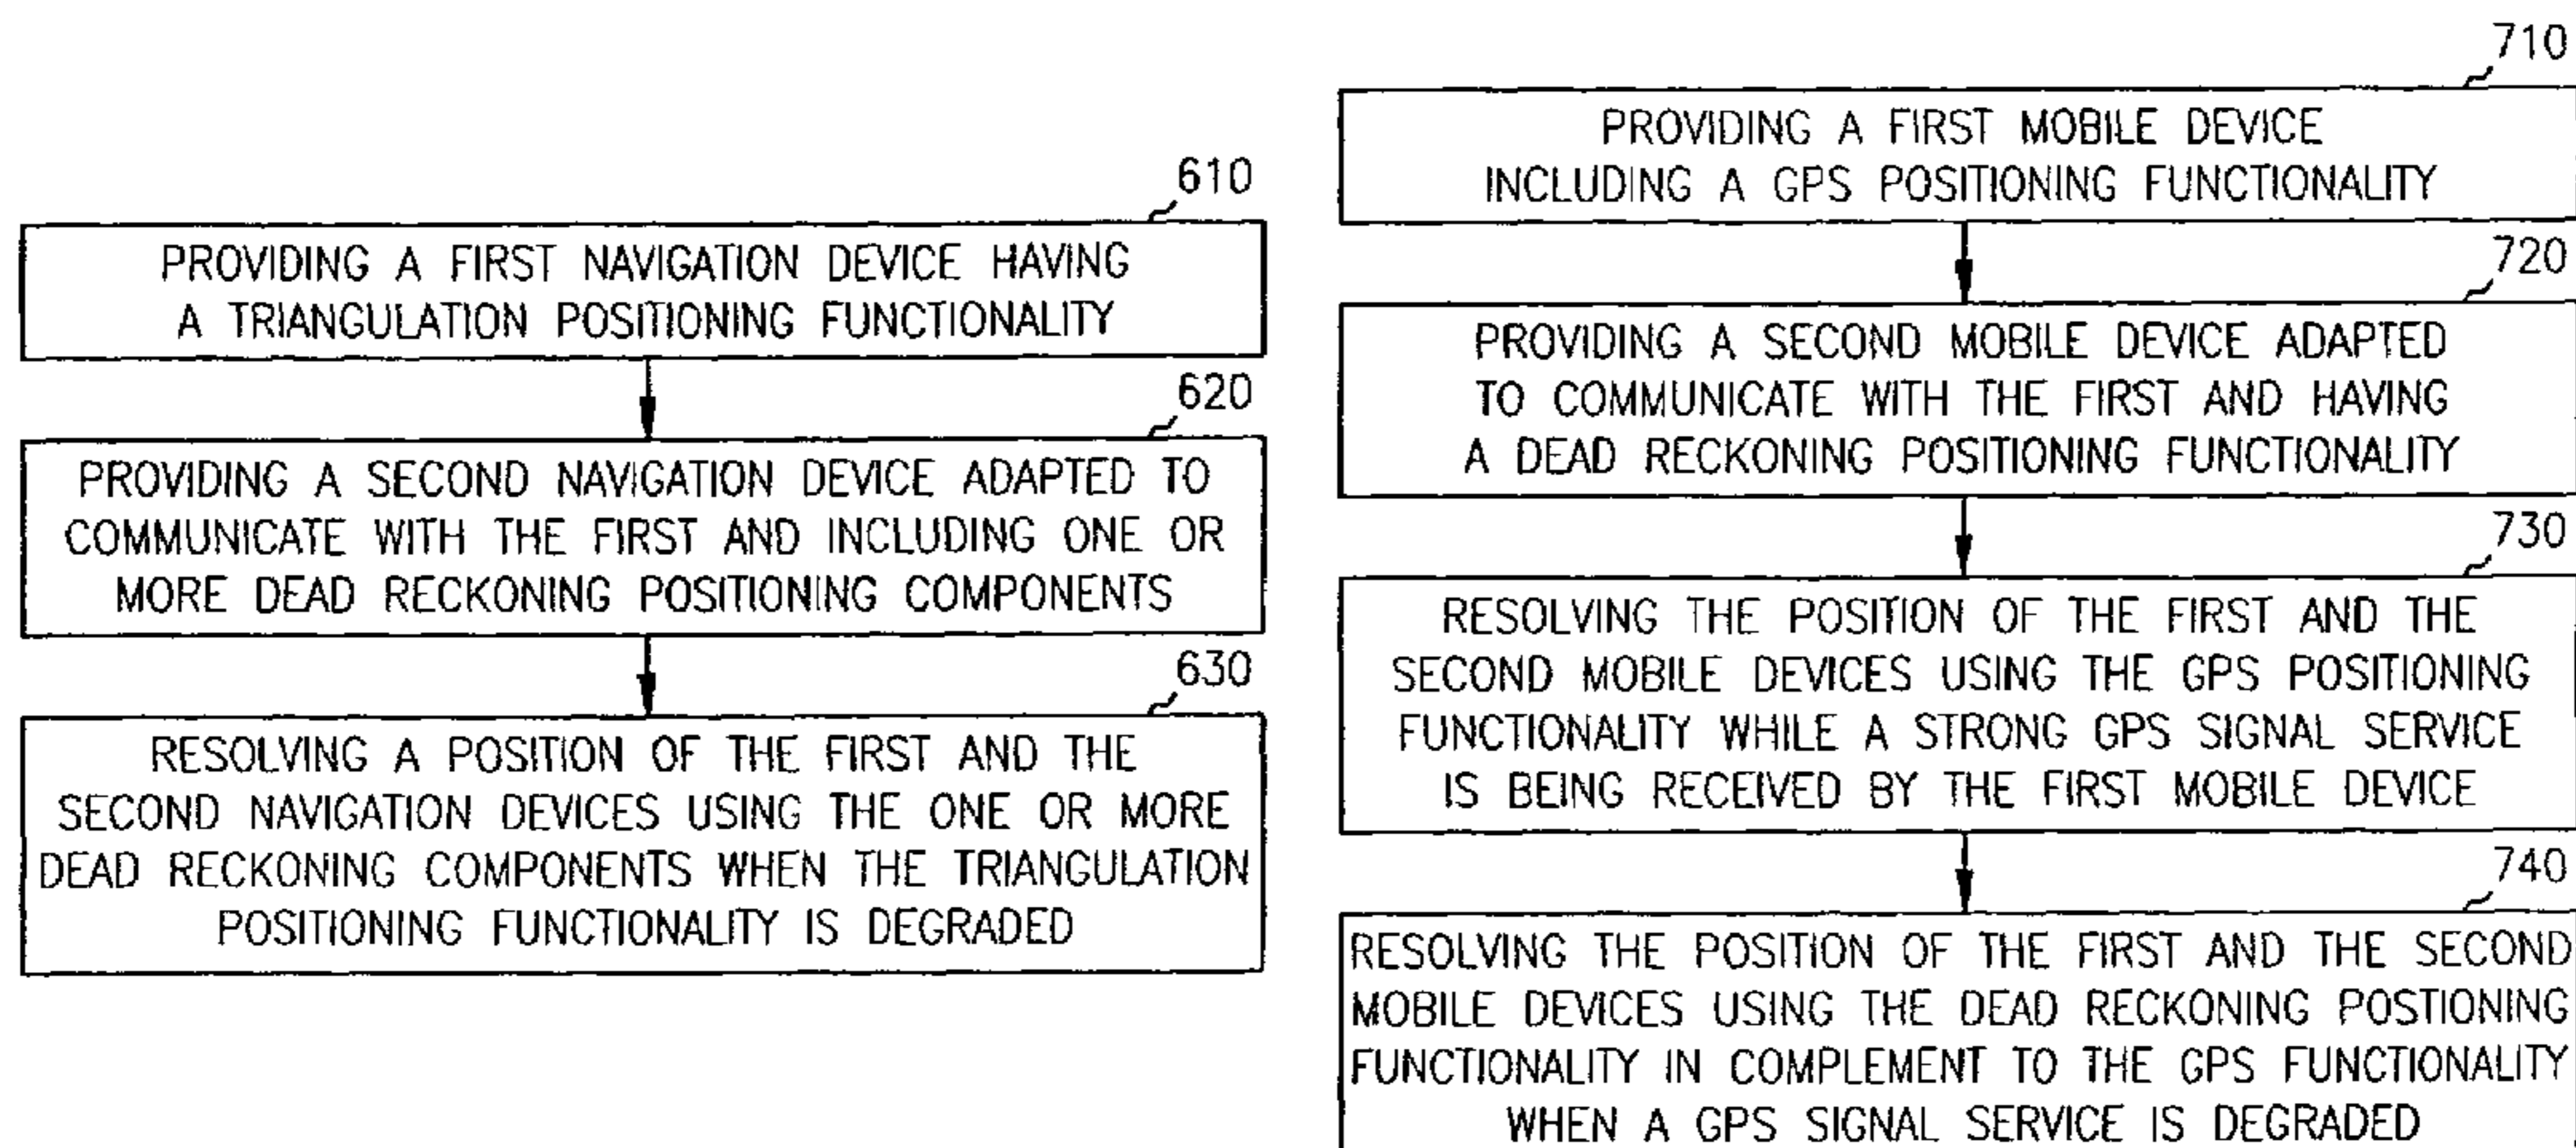 610
PROVIDING A FIRST NAVIGATION DEVICE HAVING
A TRIANGULATION POSITIONING FUNCTIONALITY
620
PROVIDING A SECOND NAVIGATION DEVICE ADAPTED TO
COMMUNICATE WITH THE FIRST AND INCLUDING ONE OR
MORE DEAD RECKONING POSITIONING COMPONENTS
630
RESOLVING A POSITION OF THE FIRST AND THE
SECOND NAVIGATION DEVICES USING THE ONE OR MORE
DEAD RECKONING COMPONENTS WHEN THE TRIANGULATION
POSITIONING FUNCTIONALITY IS DEGRADED
710
PROVIDING A FIRST MOBILE DEVICE
INCLUDING A GPS POSITIONING FUNCTIONALITY
720
PROVIDING A SECOND MOBILE DEVICE ADAPTED
TO COMMUNICATE WITH THE FIRST AND HAVING
A DEAD RECKONING POSITIONING FUNCTIONALITY
730
RESOLVING THE POSITION OF THE FIRST AND THE
SECOND MOBILE DEVICES USING THE GPS POSITIONING
FUNCTIONALITY WHILE A STRONG GPS SIGNAL SERVICE
IS BEING RECEIVED BY THE FIRST MOBILE DEVICE
740
RESOLVING THE POSITION OF THE FIRST AND THE SECOND
MOBILE DEVICES USING THE DEAD RECKONING POSTIONING
FUNCTIONALITY IN COMPLEMENT TO THE GPS FUNCTIONALITY
WHEN A GPS SIGNAL SERVICE IS DEGRADED